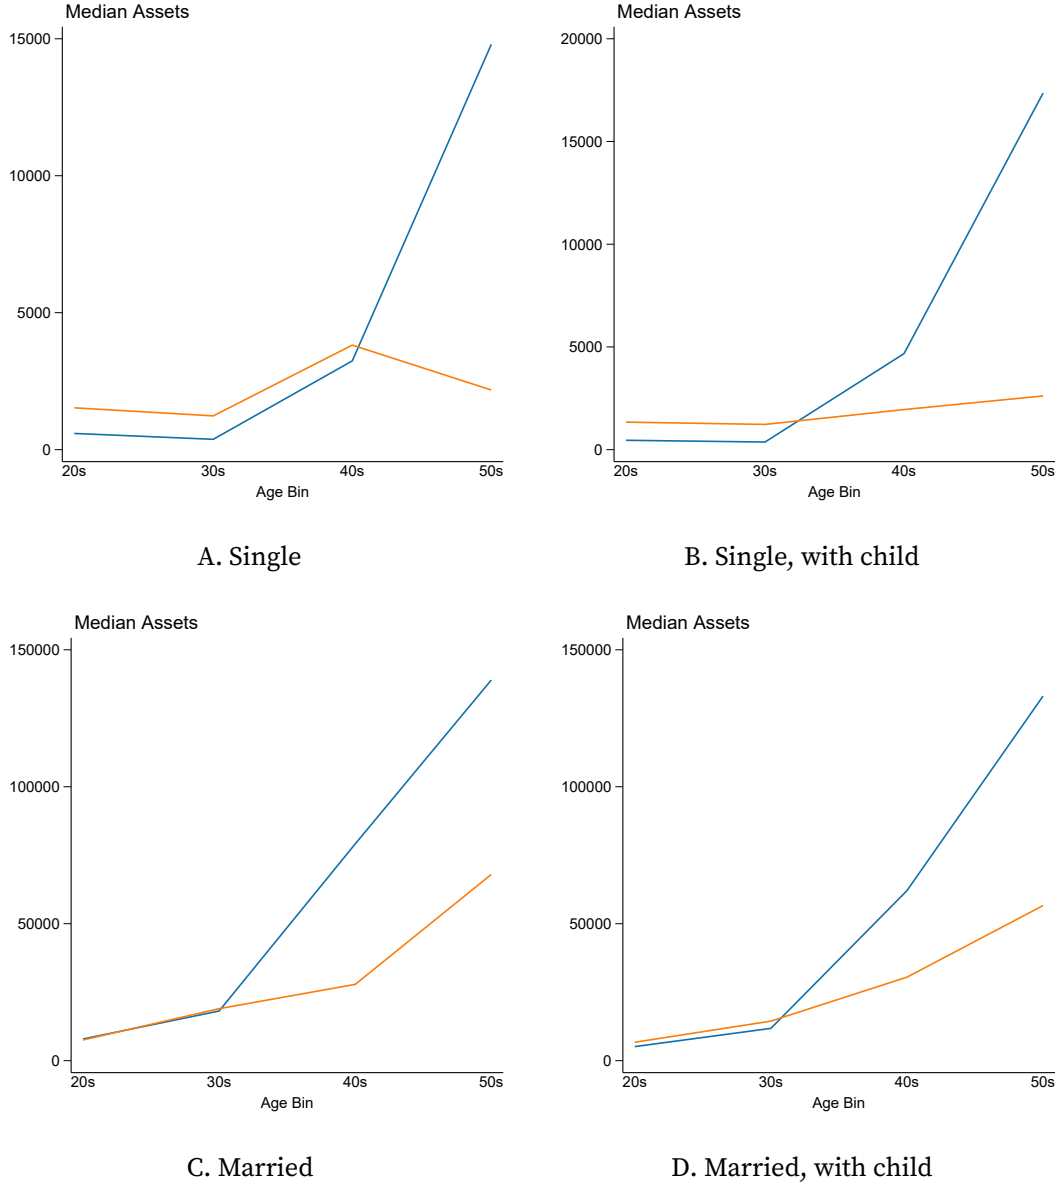 Median Assets
15000
10000
5000
0
20s 30s 40s 50s
Age Bin
A. Single
Median Assets
20000
15000
10000
5000
0
20s 30s 40s 50s
Age Bin
B. Single, with child
Median Assets
150000
100000
50000
0
20s 30s 40s 50s
Age Bin
C. Married
Median Assets
150000
100000
50000
0
20s 30s 40s 50s
Age Bin
D. Married, with child